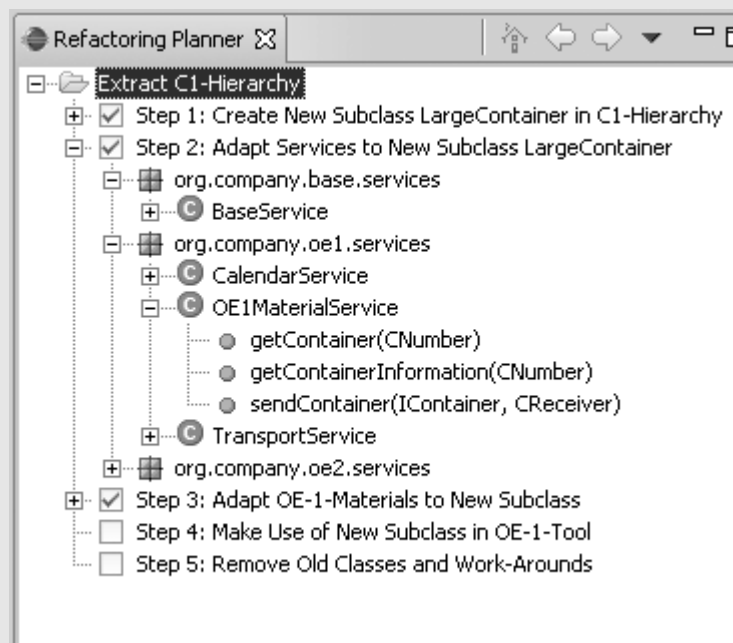 Refactoring Planner
Extract C1-Hierarchy
Step 1: Create New Subclass LargeContainer in C1-Hierarchy
Step 2: Adapt Services to New Subclass LargeContainer
org.company.base.services
C BaseService
org.company.oe1.services
C CalendarService
C OE1MaterialService
getContainer(CNumber)
getContainerInformation(CNumber)
sendContainer(IContainer, CReceiver)
C TransportService
org.company.oe2.services
Step 3: Adapt OE-1-Materials to New Subclass
Step 4: Make Use of New Subclass in OE-1-Tool
Step 5: Remove Old Classes and Work-Arounds